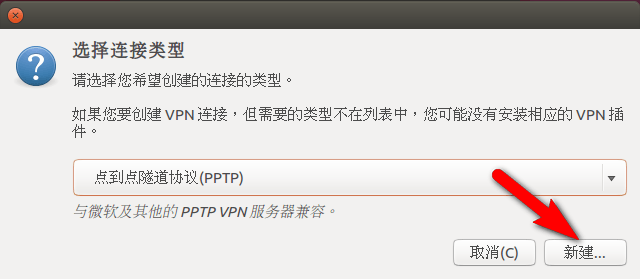 选择连接类型
请选择您希望创建的连接的类型。
如果您要创建 VPN 连接，但需要的类型不在列表中，您可能没有安装相应的 VPN 插
件。
点到点隧道协议(PPTP)
与微软及其他的 PPTP VPN 服务器兼容。
取消(C) 新建...